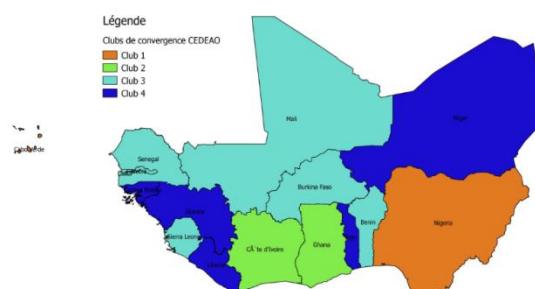 Légende
Clubs de convergence CEDEAO
Club 1
Club 2
Club 3
Club 4
Mali
Niger
Senegal
Burkina Faso
Benin
Nigeria
Sierra Leone
CÃ´te d'Ivoire
Ghana